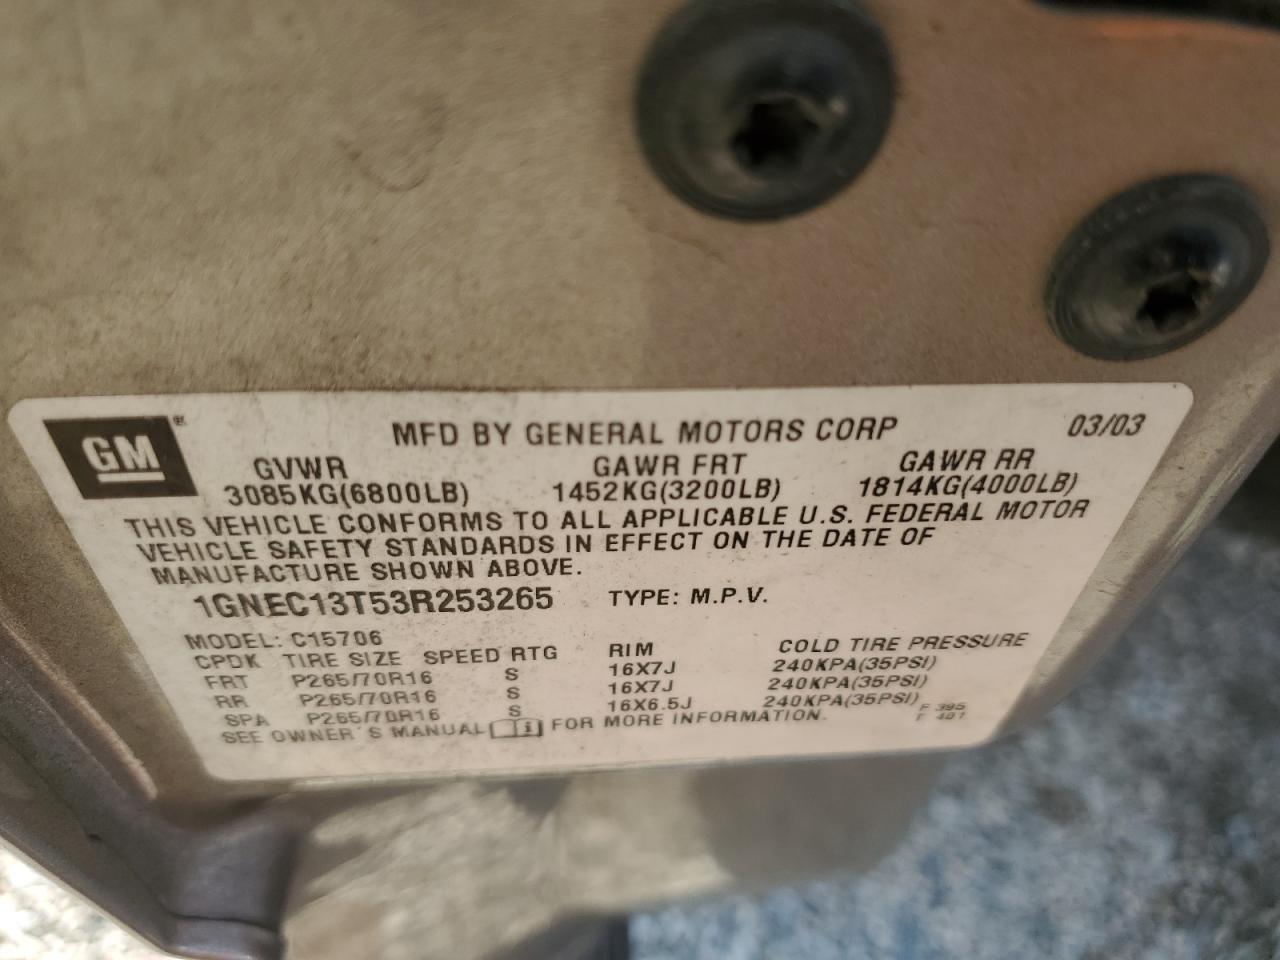 GM®
MFD BY GENERAL MOTORS CORP 03/03
GVWR GAWR FRT GAWR RR
3085KG(6800LB) 1452KG(3200LB) 1814KG(4000LB)
THIS VEHICLE CONFORMS TO ALL APPLICABLE U.S. FEDERAL MOTOR
VEHICLE SAFETY STANDARDS IN EFFECT ON THE DATE OF
MANUFACTURE SHOWN ABOVE.
1GNEC13T53R253265 TYPE: M.P.V.
MODEL: C15706
CPDK TIRE SIZE SPEED RTG RIM COLD TIRE PRESSURE
FRT P265/70R16 S 16X7J 240KPA(35PSI)
RR P265/70R16 S 16X7J 240KPA(35PSI)
SPA P265/70R16 S 16X6.5J 240KPA(35PSI)
SEE OWNER'S MANUAL FOR MORE INFORMATION. F 395
F 401